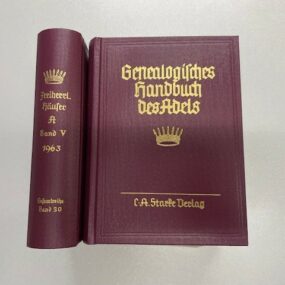 Freiherrl.
Häuser
A
Band V
1963
Gesamtreihe
Band 30
Genealogisches
Handbuch
des Adels
C.A. Starke Verlag